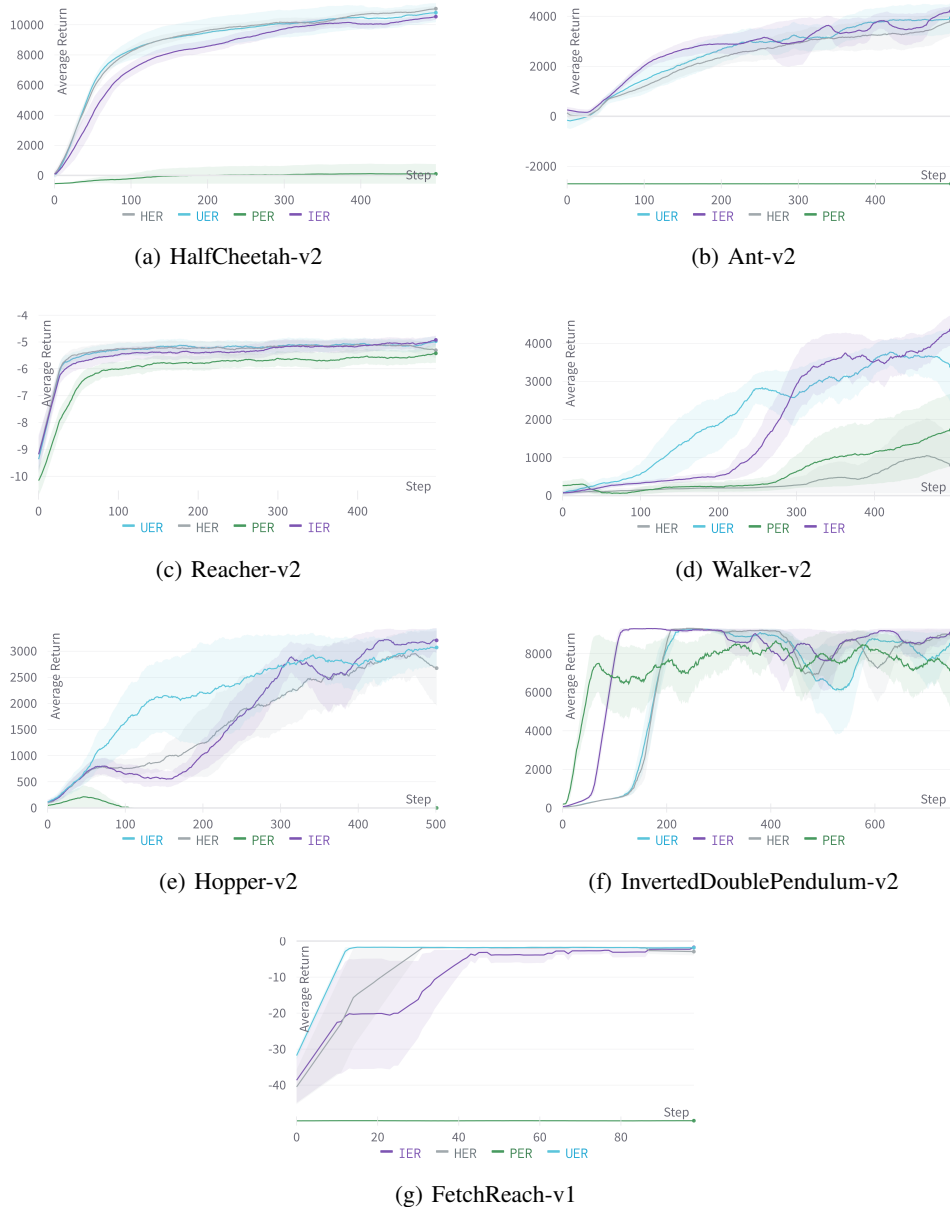 10000
8000
6000
4000
2000
0
Average Return
Step
0 100 200 300 400
HER UER PER IER
(a) HalfCheetah-v2
4000
2000
0
-2000
Average Return
Step
100 200 300 400
UER IER HER PER
(b) Ant-v2
-4
-5
-6
-7
-8
-9
-10
Average Return
Step
0 100 200 300 400
UER HER PER IER
(c) Reacher-v2
4000
3000
2000
1000
0
Average Return
Step
0 100 200 300 400
HER UER PER IER
(d) Walker-v2
3000
2500
2000
1500
1000
500
0
Average Return
Step
0 100 200 300 400 500
UER HER PER IER
(e) Hopper-v2
8000
6000
4000
2000
0
Average Return
Step
0 200 400 600
UER IER HER PER
(f) InvertedDoublePendulum-v2
0
-10
-20
-30
-40
Average Return
Step
0 20 40 60 80
IER HER PER UER
(g) FetchReach-v1